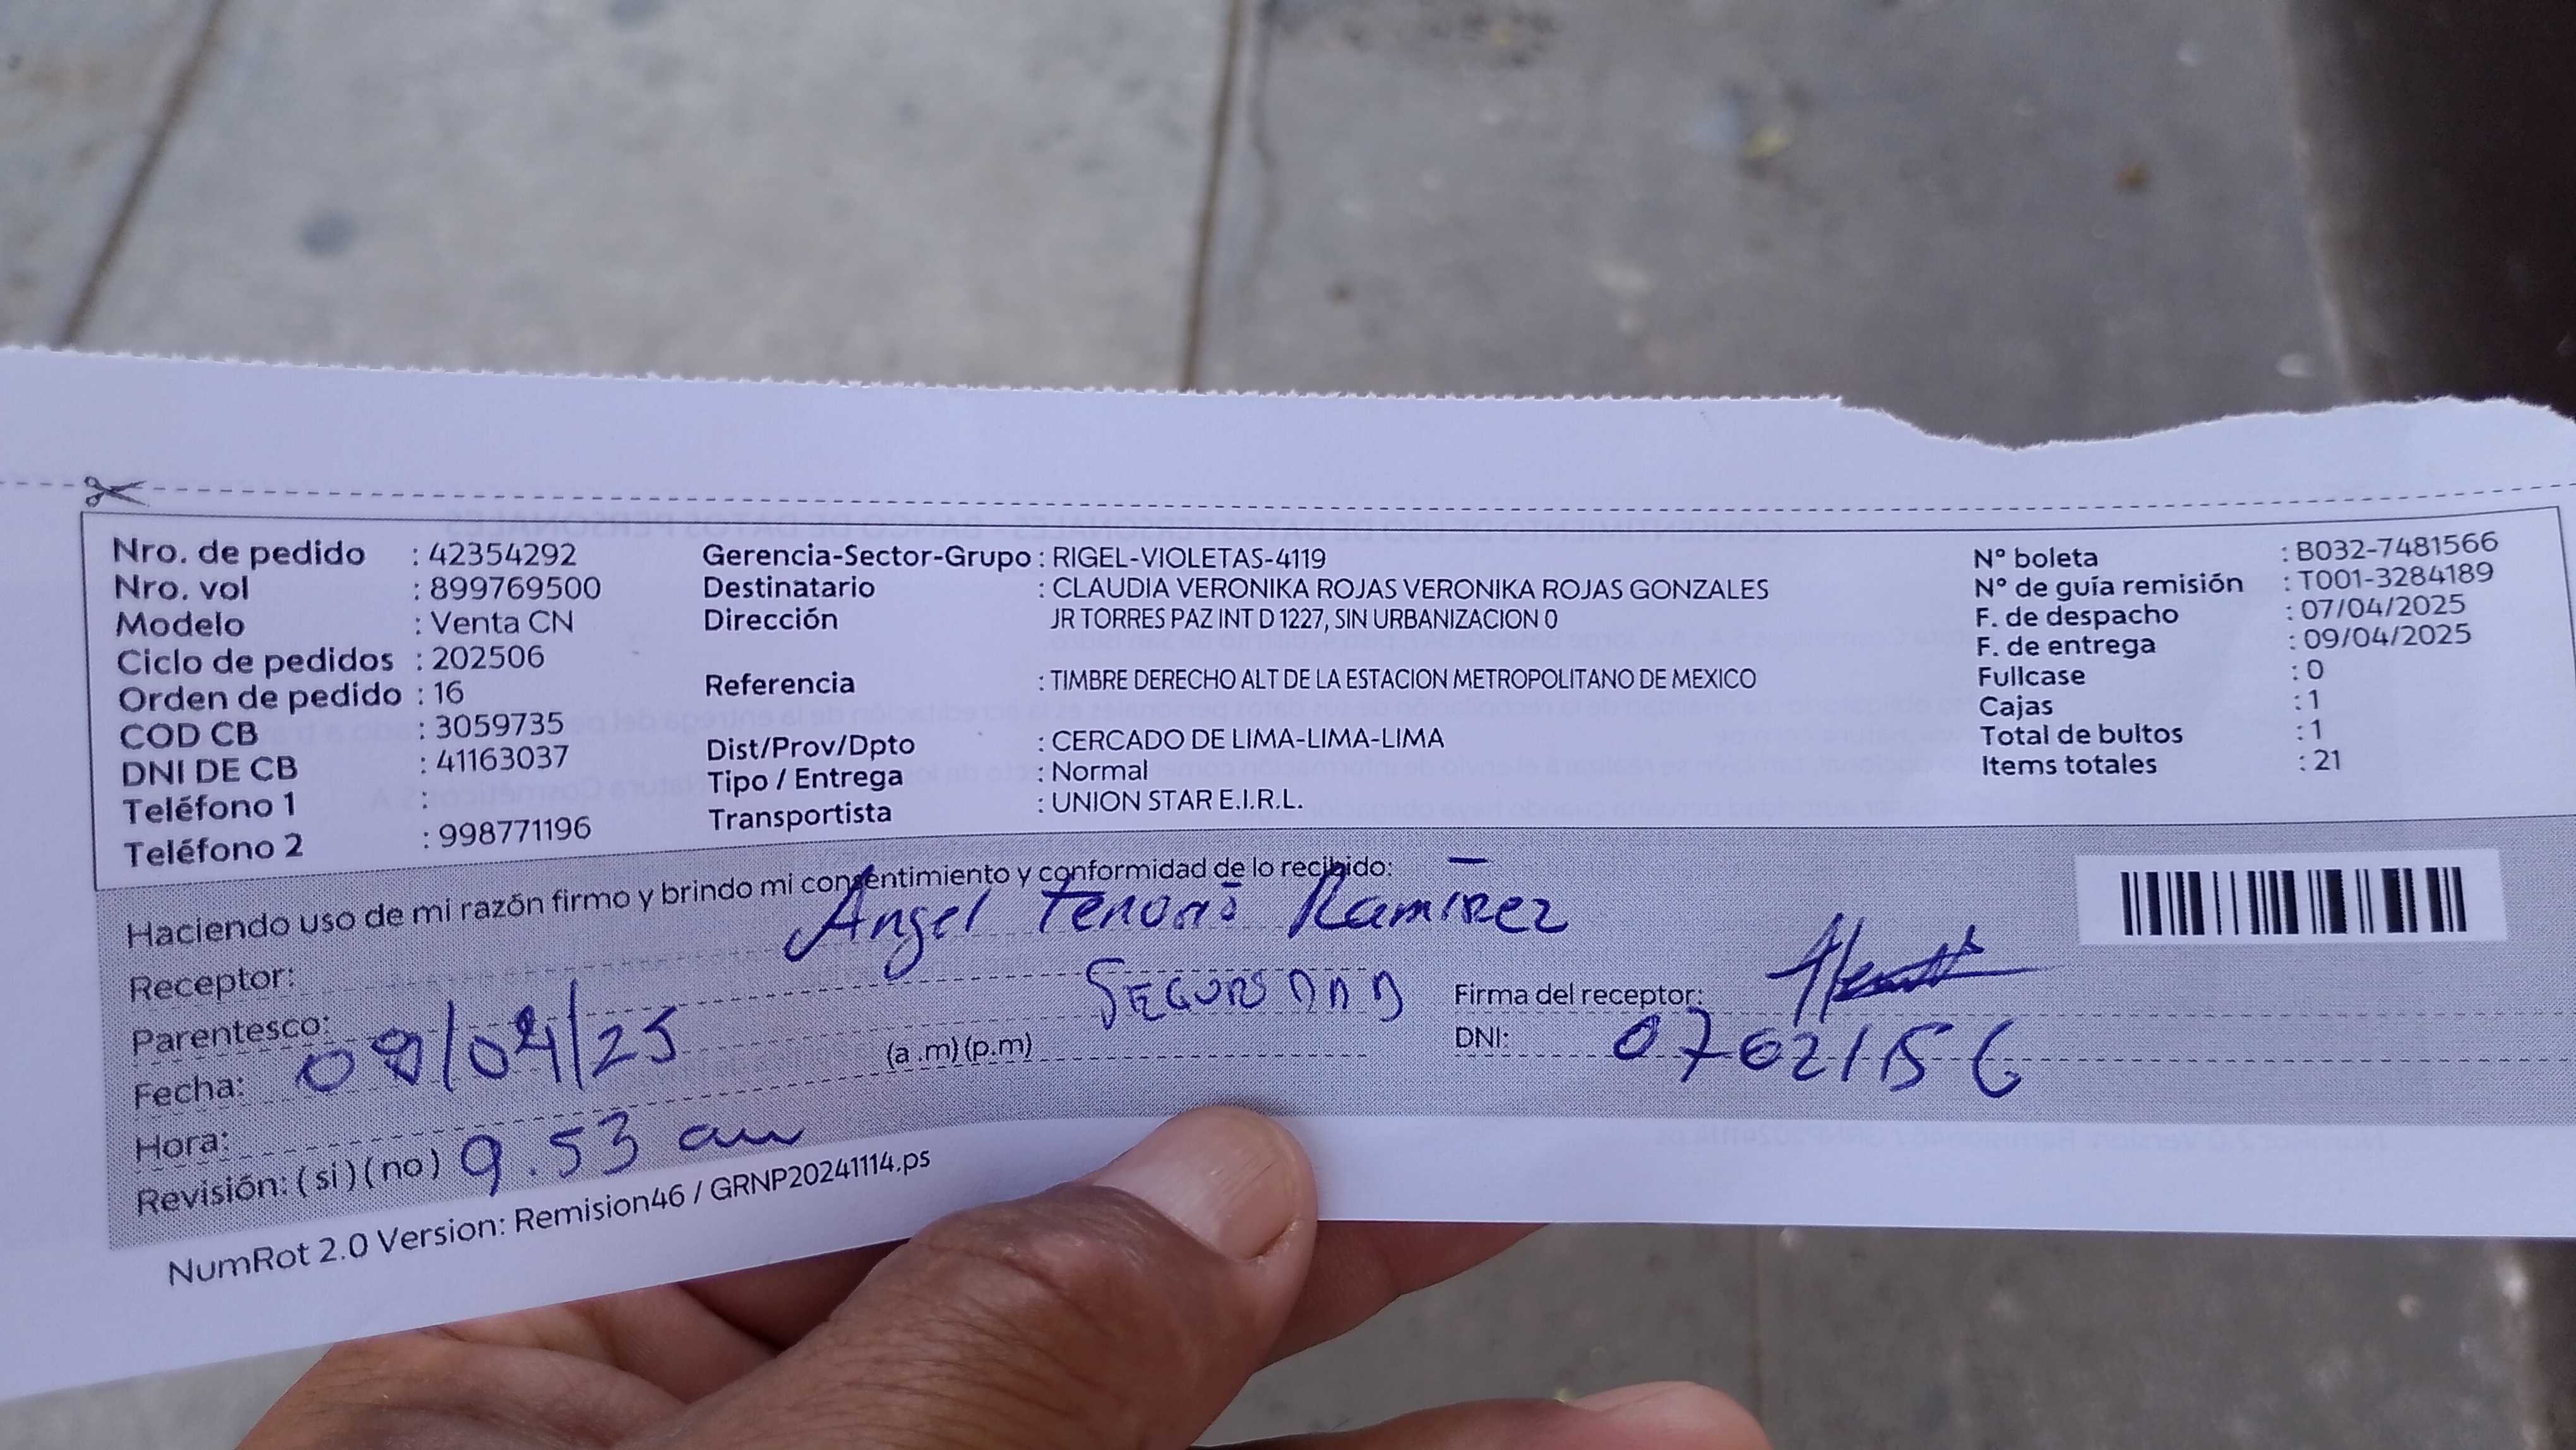 Nro. de pedido : 42354292
Nro. vol : 899769500
Modelo : Venta CN
Ciclo de pedidos : 202506
Orden de pedido : 16
COD CB : 3059735
DNI DE CB : 41163037
Teléfono 1 :
Teléfono 2 : 998771196
Gerencia-Sector-Grupo : RIGEL-VIOLETAS-4119
Destinatario : CLAUDIA VERONIKA ROJAS VERONIKA ROJAS GONZALES
Dirección JR TORRES PAZ INT D 1227, SIN URBANIZACION 0
Referencia : TIMBRE DERECHO ALT DE LA ESTACION METROPOLITANO DE MEXICO
Dist/Prov/Dpto : CERCADO DE LIMA-LIMA-LIMA
Tipo / Entrega : Normal
Transportista : UNION STAR E.I.R.L.
N° boleta : B032-7481566
N° de guía remisión : T001-3284189
F. de despacho : 07/04/2025
F. de entrega : 09/04/2025
Fullcase : 0
Cajas : 1
Total de bultos : 1
Items totales : 21
Haciendo uso de mi razón firmo y brindo mi consentimiento y conformidad de lo recibido:
Receptor: Angel Tenorio Ramirez
Parentesco: SEGURIDAD
Fecha: /04/25
Hora: (a .m) (p.m)
Revisión: ( si ) ( no ) 9.53 am
Firma del receptor:
DNI: 07621156
NumRot 2.0 Version: Remision46 / GRNP20241114.ps